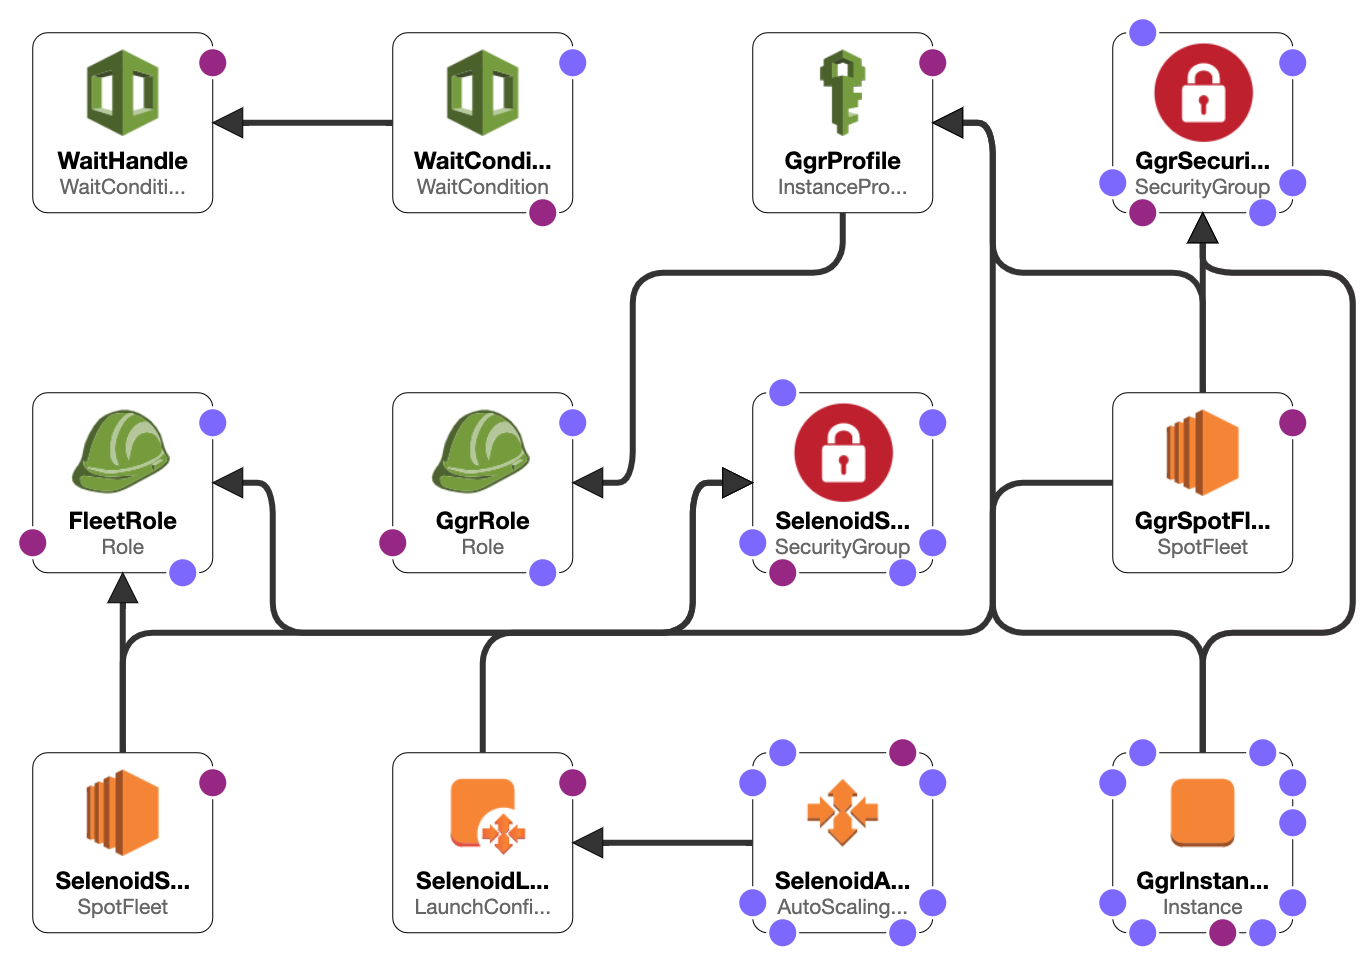 WaitHandle
WaitConditi...
WaitCondi...
WaitCondition
GgrProfile
InstancePro...
GgrSecuri...
SecurityGroup
FleetRole
Role
GgrRole
Role
SelenoidS...
SecurityGroup
GgrSpotFl...
SpotFleet
SelenoidS...
SpotFleet
SelenoidL...
LaunchConfi...
SelenoidA...
AutoScaling...
GgrInstan...
Instance